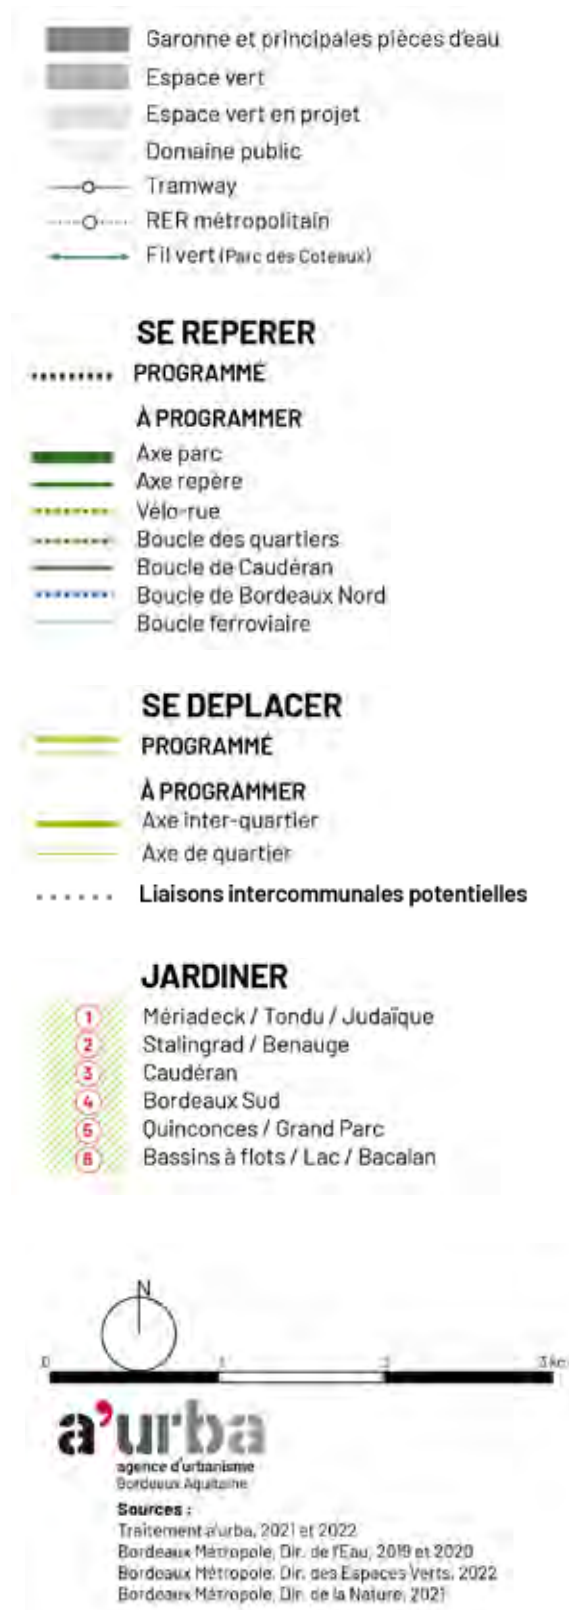 Garonne et principales pièces d'eau
Espace vert
Espace vert en projet
Domaine public
Tramway
RER métropolitain
Fil vert (Parc des Coteaux)
SE REPERER
PROGRAMMÉ
À PROGRAMMER
Axe parc
Axe repère
Vélo-rue
Boucle des quartiers
Boucle de Caudéran
Boucle de Bordeaux Nord
Boucle ferroviaire
SE DEPLACER
PROGRAMMÉ
À PROGRAMMER
Axe inter-quartier
Axe de quartier
Liaisons intercommunales potentielles
JARDINER
1 Mériadeck / Tondu / Judaïque
2 Stalingrad / Benauge
3 Caudéran
4 Bordeaux Sud
5 Quinconces / Grand Parc
6 Bassins à flots / Lac / Bacalan
N
0 1 2 3 km
a'urba
agence d'urbanisme
Bordeaux Aquitaine
Sources :
Traitement a'urba, 2021 et 2022
Bordeaux Métropole, Dir. de l'Eau, 2019 et 2020
Bordeaux Métropole, Dir. des Espaces Verts, 2022
Bordeaux Métropole, Dir. de la Nature, 2021